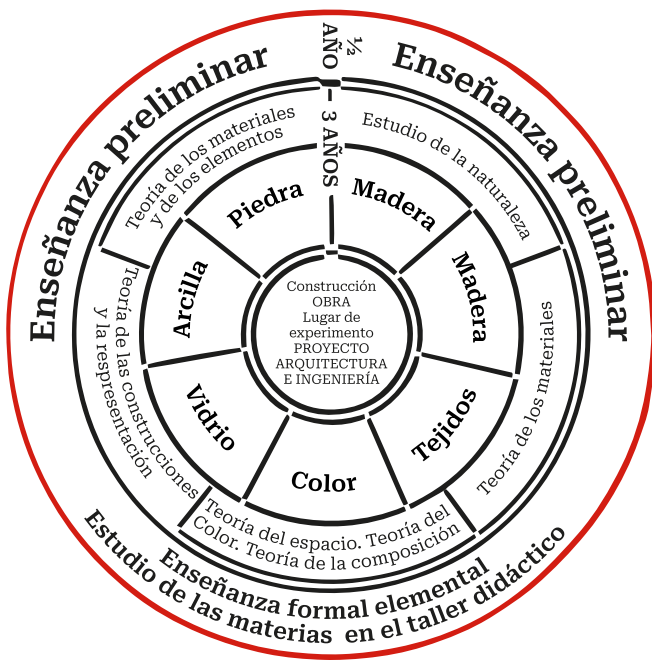 Enseñanza preliminar
½
AÑO - 3 AÑOS
Enseñanza preliminar
Teoría de los materiales
y de los elementos
Estudio de la naturaleza
Teoría de los materiales
Teoría del espacio. Teoría del
Color. Teoría de la composición
Teoría de las construcciones
y la respresentación
Piedra
Madera
Madera
Tejidos
Color
Vidrio
Arcilla
Construcción
OBRA
Lugar de
experimento
PROYECTO
ARQUITECTURA
E INGENIERÍA
Enseñanza formal elemental
Estudio de las materias en el taller didáctico